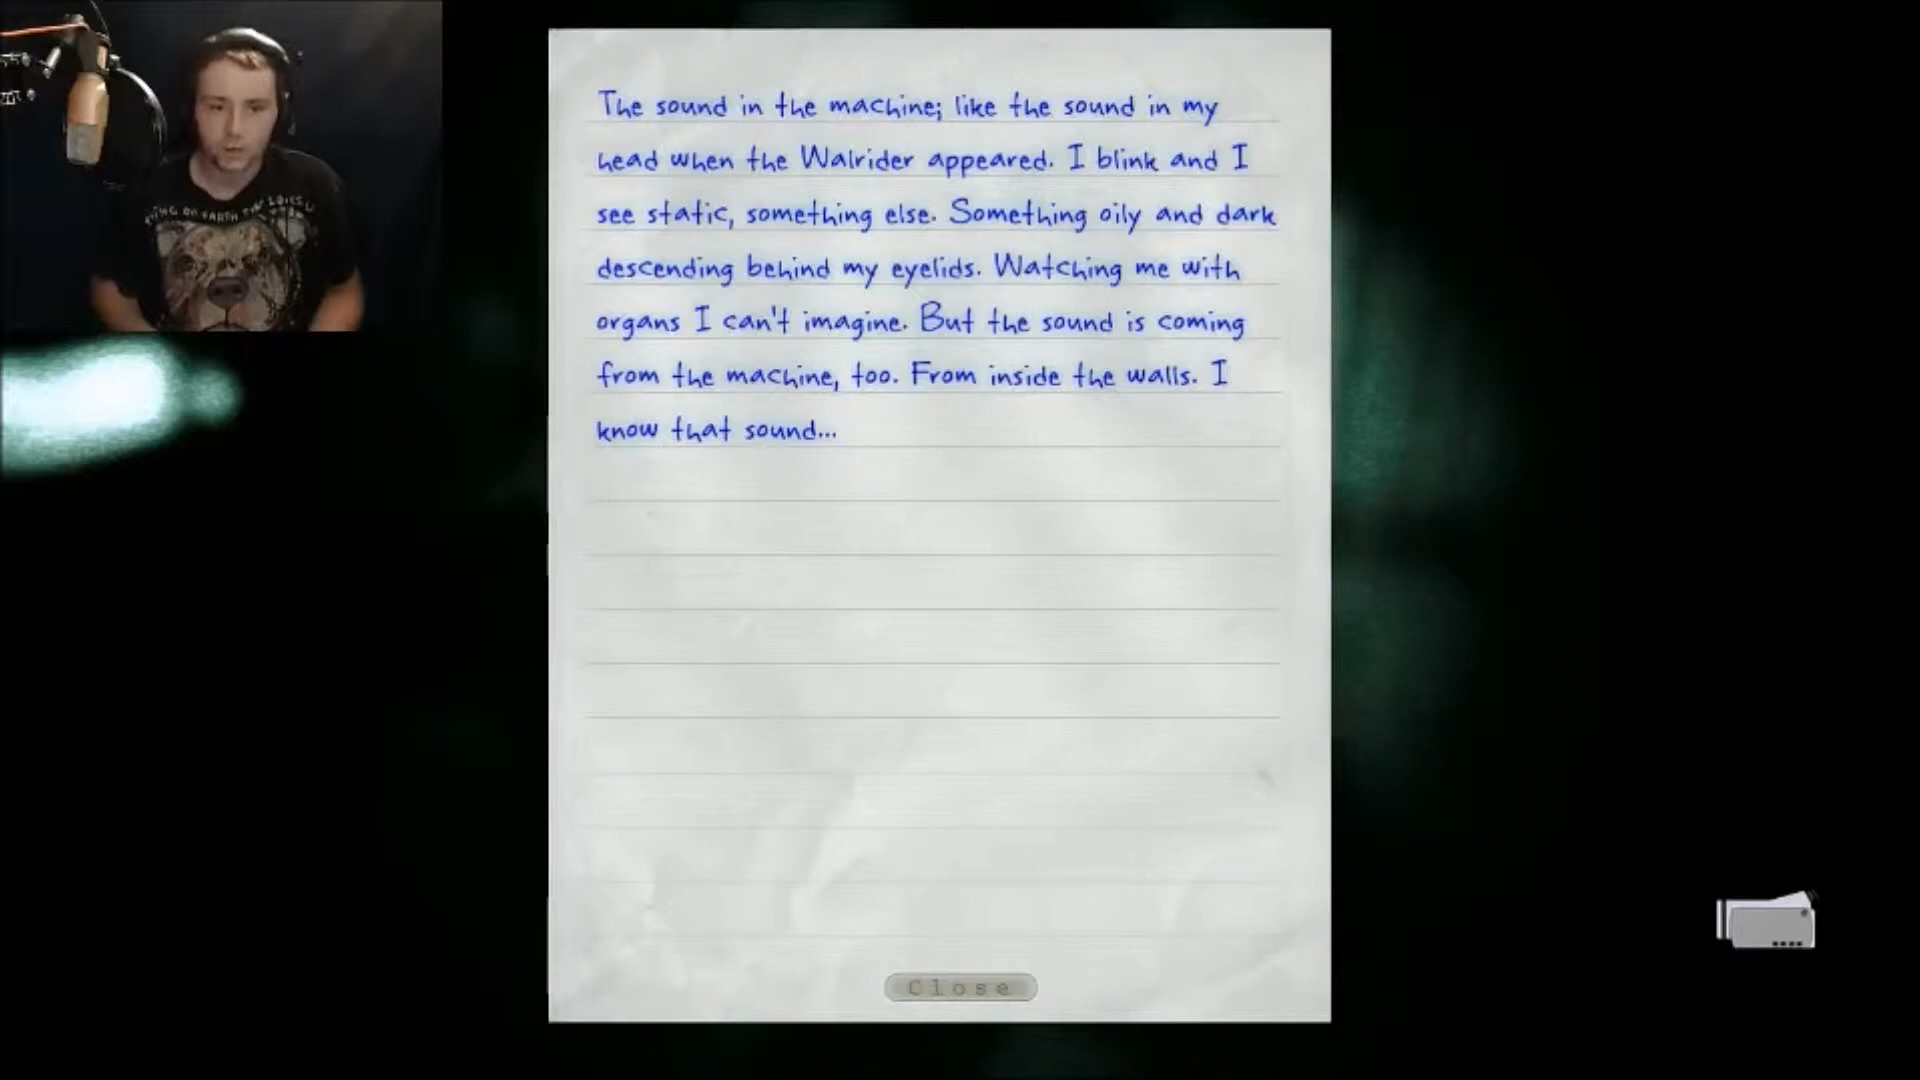 The sound in the machine; like the sound in my
head when the Walrider appeared. I blink and I
see static, something else. Something oily and dark
descending behind my eyelids. Watching me with
organs I can't imagine. But the sound is coming
from the machine, too. From inside the walls. I
know that sound...
Close